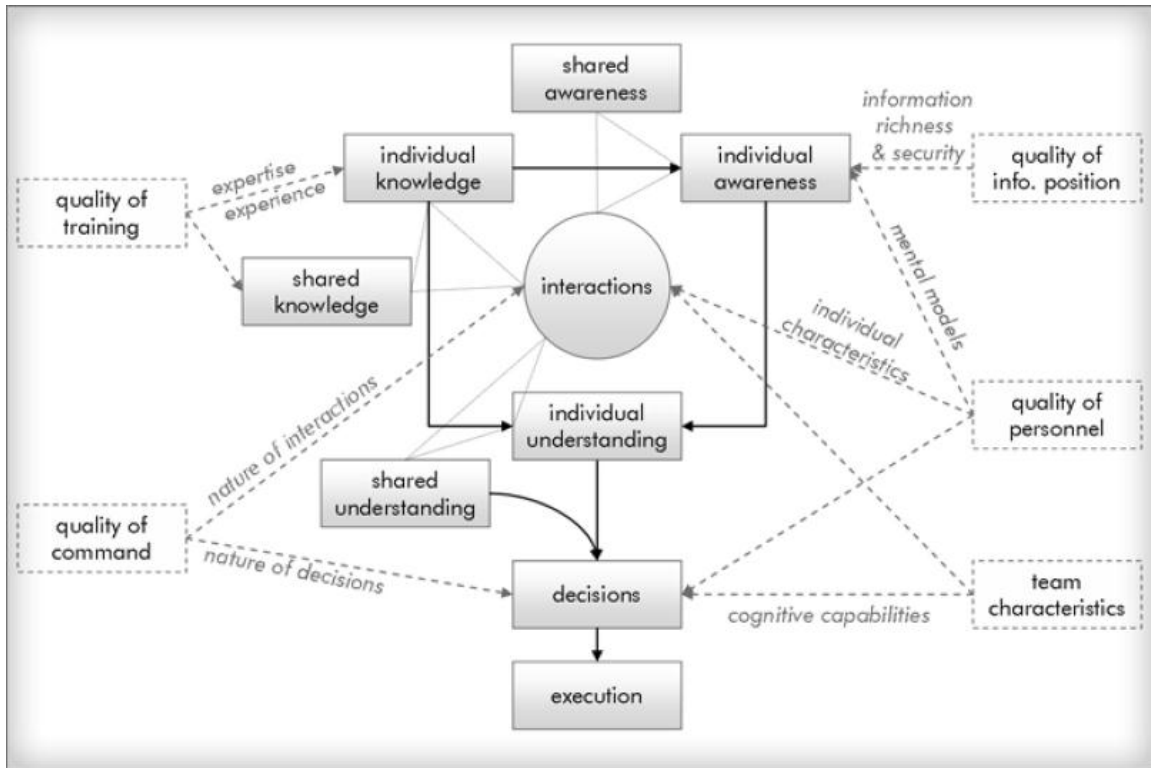 shared
awareness
information
richness
& security
individual
knowledge
individual
awareness
quality of
info. position
expertise
experience
quality of
training
shared
knowledge
interactions
mental models
individual
characteristics
nature of interactions
individual
understanding
quality of
personnel
shared
understanding
quality of
command
nature of decisions
decisions
cognitive capabilities
team
characteristics
execution